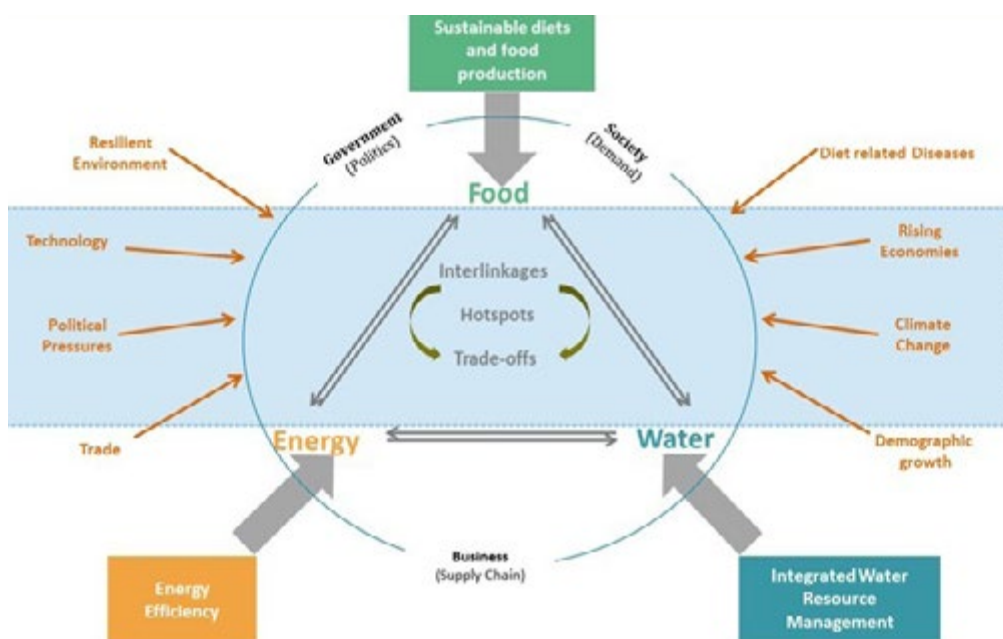 Sustainable diets
and food
production
Government
(Politics)
Society
(Demand)
Resilient
Environment
Diet related Diseases
Food
Technology
Rising
Economies
Interlinkages
Hotspots
Political
Pressures
Climate
Change
Trade-offs
Trade
Energy
Water
Demographic
growth
Business
(Supply Chain)
Energy
Efficiency
Integrated Water
Resource
Management